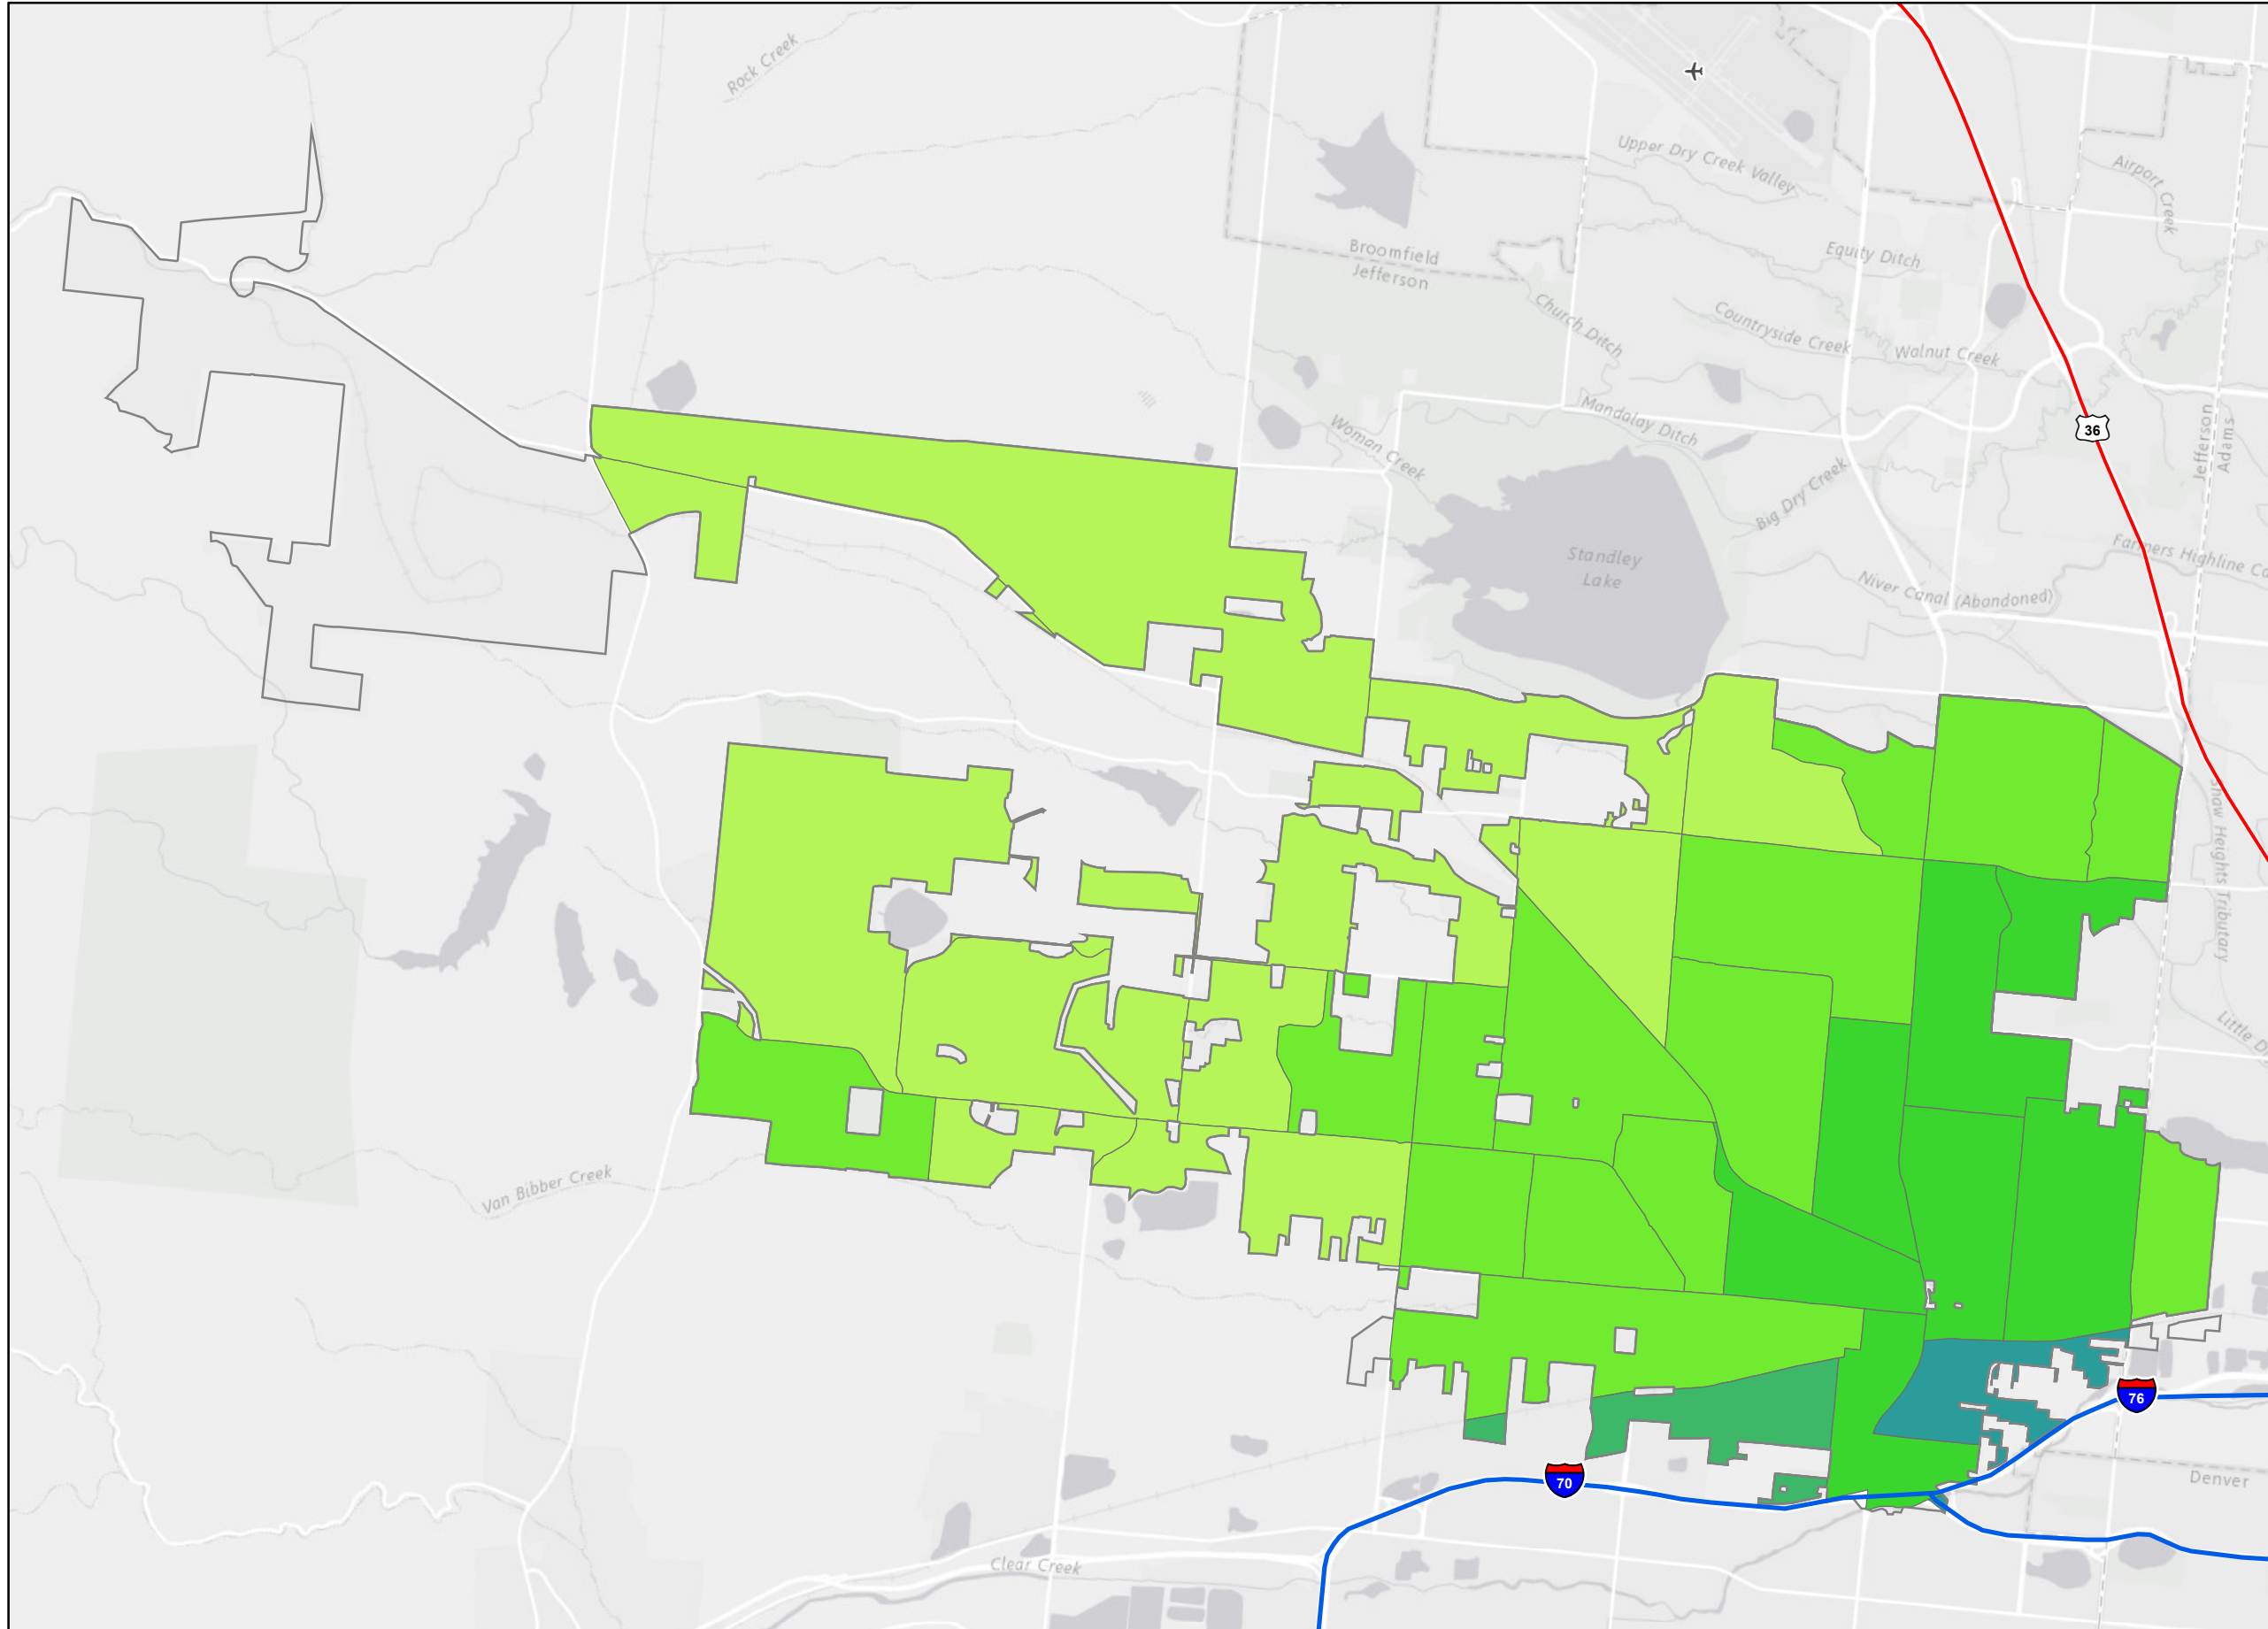 Rock Creek
Upper Dry Creek Valley
Airport Creek
Equity Ditch
Broomfield
Jefferson
Church Ditch
Countryside Creek
Walnut Creek
Mandalay Ditch
Woman Creek
36
Jefferson
Adams
Big Dry Creek
Standley
Lake
Farmers Highline
Niver Canal (Abandoned)
Shaw Heights Tributary
Little
Van Bibber Creek
76
70
Denver
Clear Creek